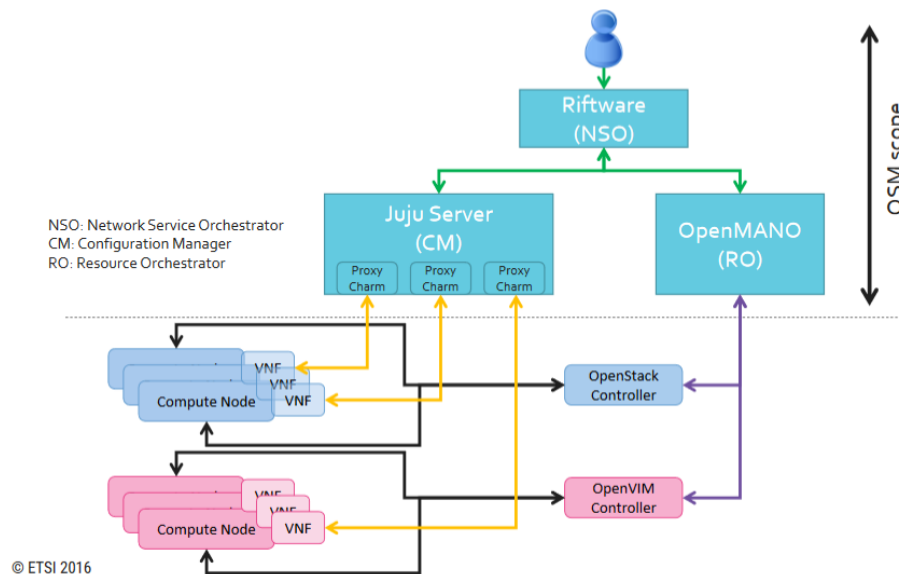 Riftware
(NSO)
OSM scope
Juju Server
(CM)
OpenMANO
(RO)
NSO: Network Service Orchestrator
CM: Configuration Manager
RO: Resource Orchestrator
Proxy
Charm
Proxy
Charm
Proxy
Charm
VNF
VNF
VNF
Compute Node
OpenStack
Controller
VNF
VNF
VNF
Compute Node
OpenVIM
Controller
© ETSI 2016